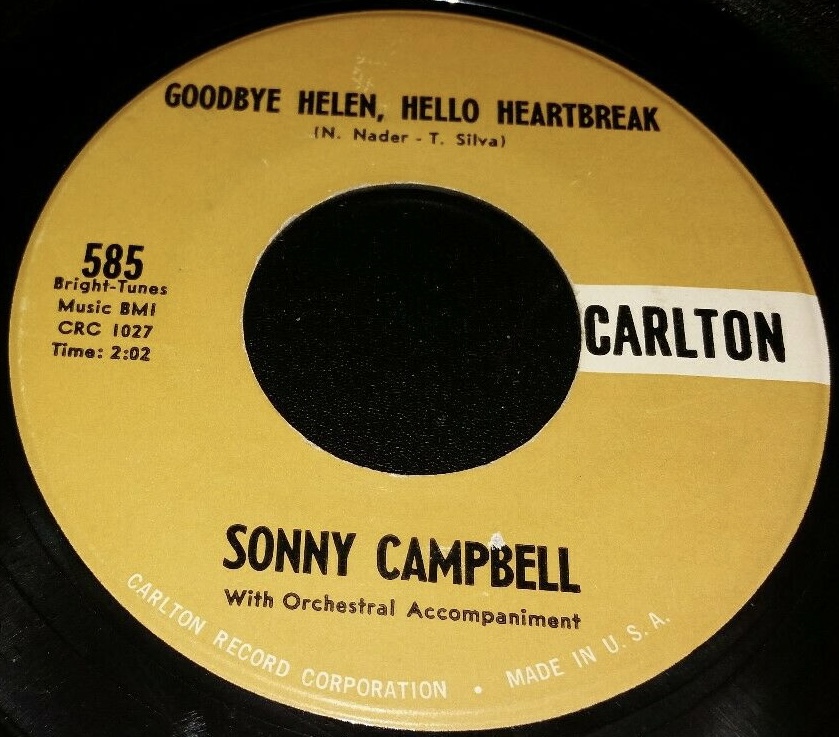 GOODBYE HELEN, HELLO HEARTBREAK
(N. Nader - T. Silva)
585
Bright-Tunes
Music BMI
CRC 1027
Time: 2:02
CARLTON
SONNY CAMPBELL
With Orchestral Accompaniment
CARLTON RECORD CORPORATION • MADE IN U. S. A.